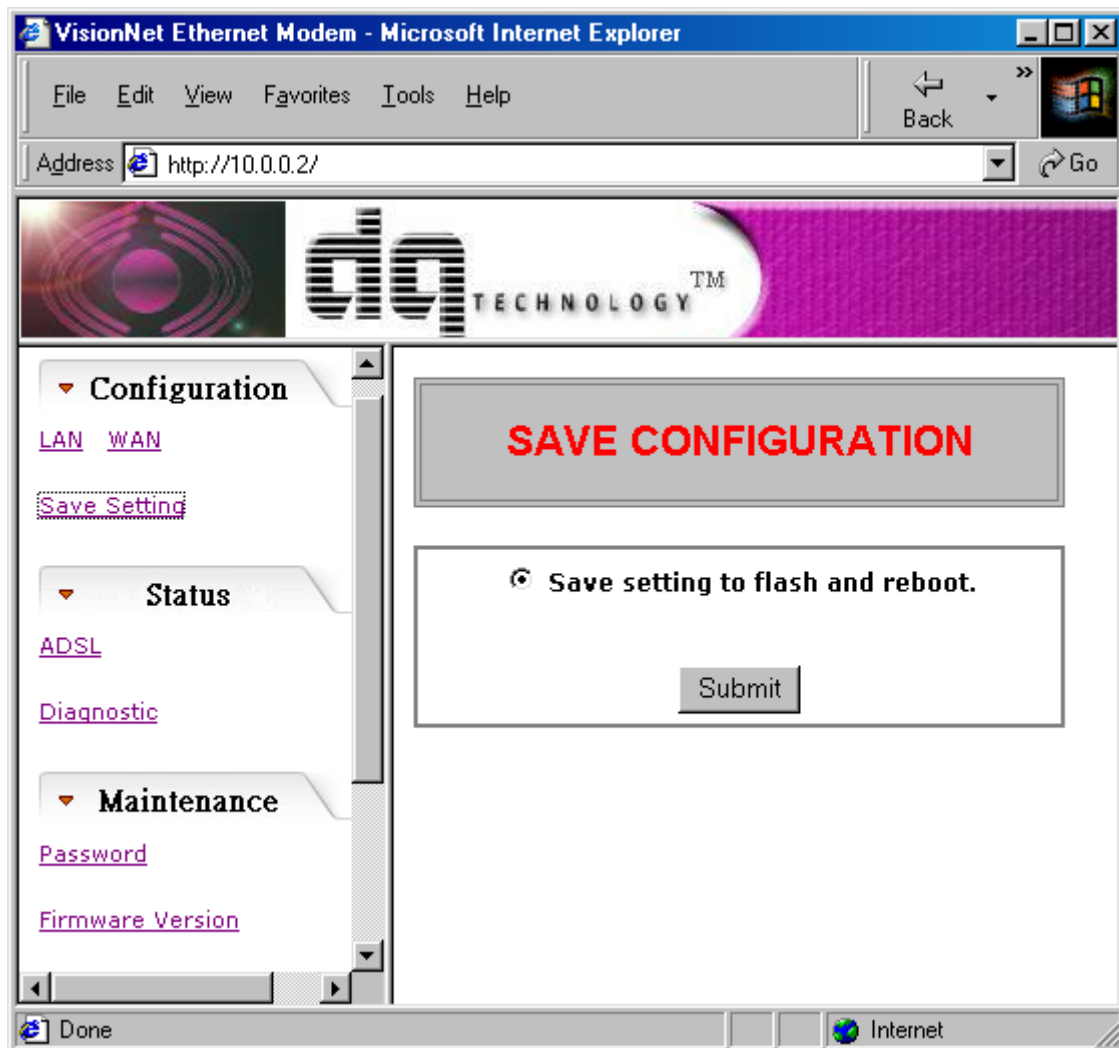 VisionNet Ethernet Modem - Microsoft Internet Explorer
File Edit View Favorites Tools Help
Back
»
Address http://10.0.0.2/
Go
dq TECHNOLOGY TM
Configuration
LAN WAN
Save Setting
Status
ADSL
Diagnostic
Maintenance
Password
Firmware Version
SAVE CONFIGURATION
Save setting to flash and reboot.
Submit
Done
Internet